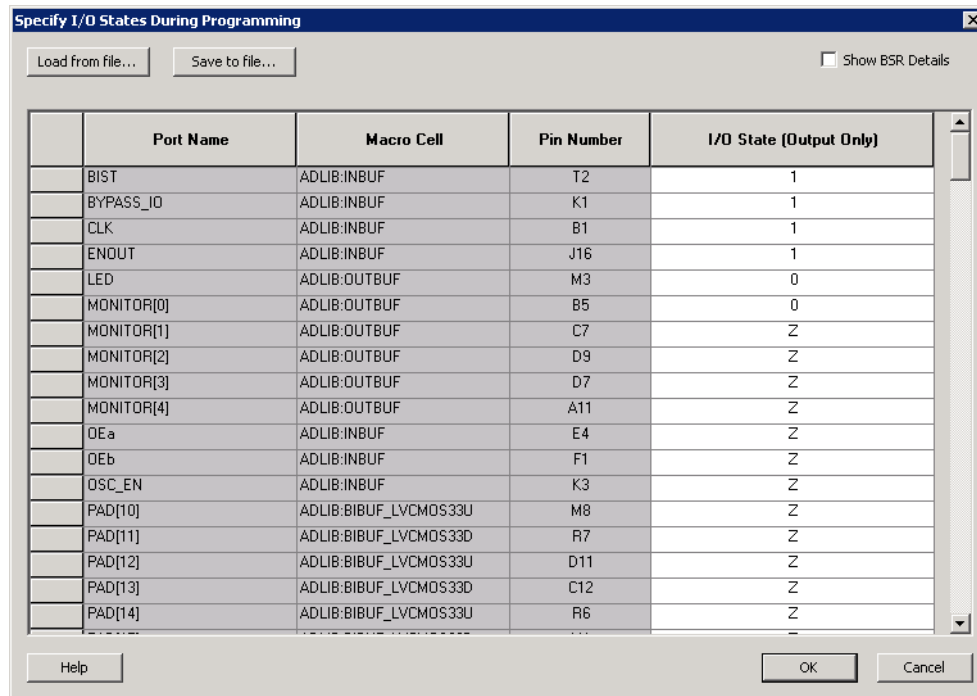 Specify I/O States During Programming
Load from file... Save to file... Show BSR Details
Port Name Macro Cell Pin Number I/O State (Output Only)
BIST ADLIB:INBUF T2 1
BYPASS_IO ADLIB:INBUF K1 1
CLK ADLIB:INBUF B1 1
ENOUT ADLIB:INBUF J16 1
LED ADLIB:OUTBUF M3 0
MONITOR[0] ADLIB:OUTBUF B5 0
MONITOR[1] ADLIB:OUTBUF C7 Z
MONITOR[2] ADLIB:OUTBUF D9 Z
MONITOR[3] ADLIB:OUTBUF D7 Z
MONITOR[4] ADLIB:OUTBUF A11 Z
OEa ADLIB:INBUF E4 Z
OEb ADLIB:INBUF F1 Z
OSC_EN ADLIB:INBUF K3 Z
PAD[10] ADLIB:BIBUF_LVCMOS33U M8 Z
PAD[11] ADLIB:BIBUF_LVCMOS33D R7 Z
PAD[12] ADLIB:BIBUF_LVCMOS33U D11 Z
PAD[13] ADLIB:BIBUF_LVCMOS33D C12 Z
PAD[14] ADLIB:BIBUF_LVCMOS33U R6 Z
Help OK Cancel